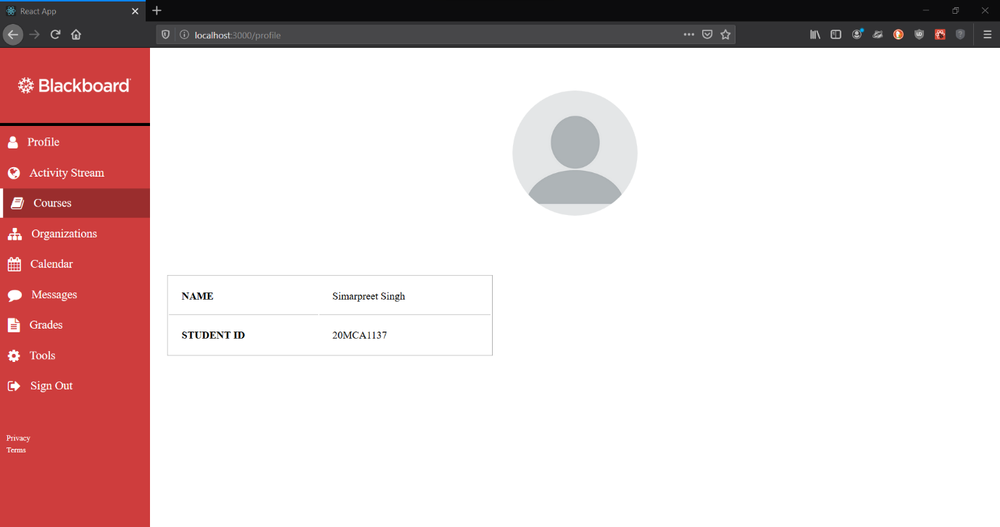 React App
localhost:3000/profile
Blackboard
Profile
Activity Stream
Courses
Organizations
Calendar
Messages
Grades
Tools
Sign Out
Privacy
Terms
NAME Simarpreet Singh
STUDENT ID 20MCA1137